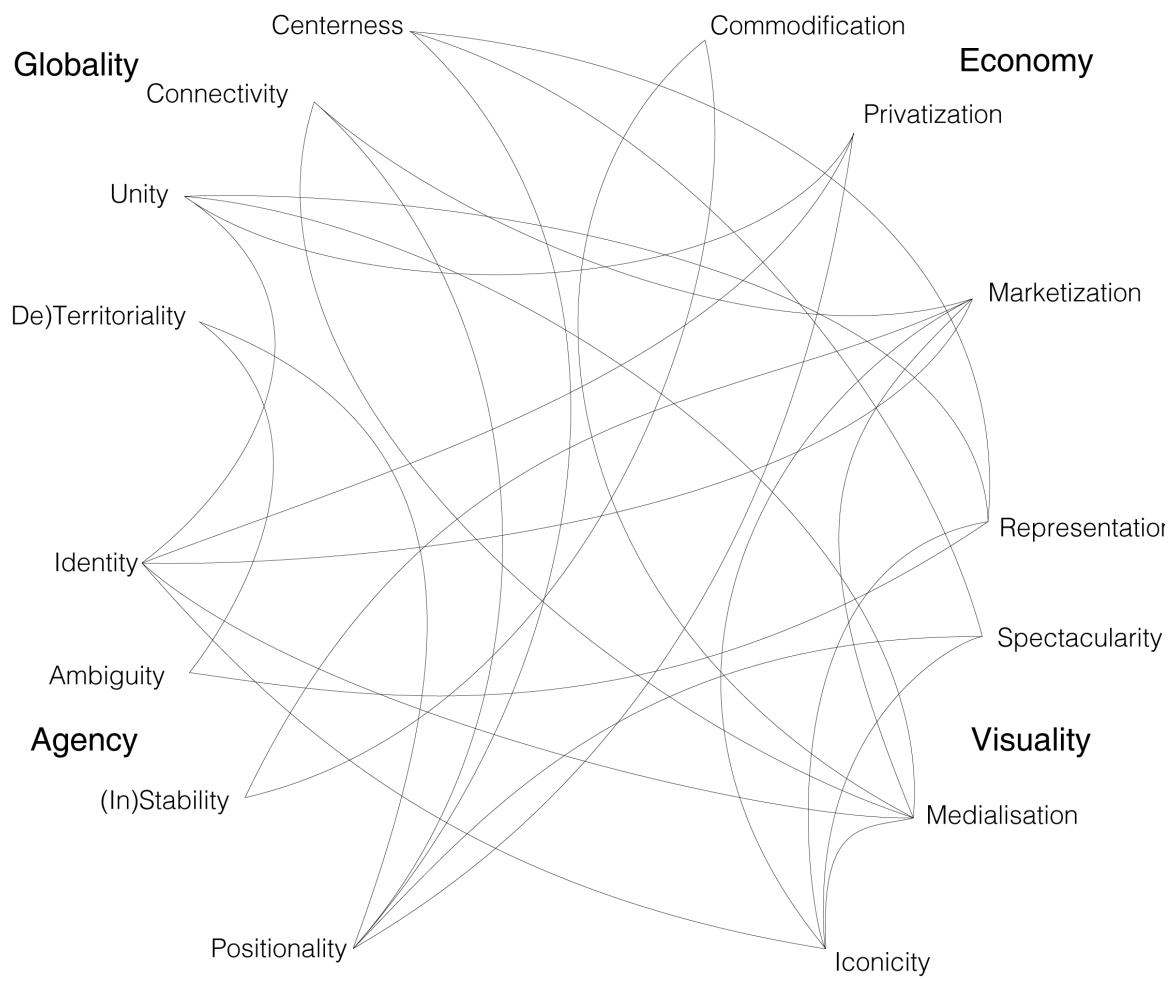 Centerness
Commodification
Globality
Economy
Connectivity
Privatization
Unity
Marketization
De)Territoriality
Representatior
Identity
Spectacularity
Ambiguity
Agency
Visuality
(In)Stability
Medialisation
Positionality
Iconicity